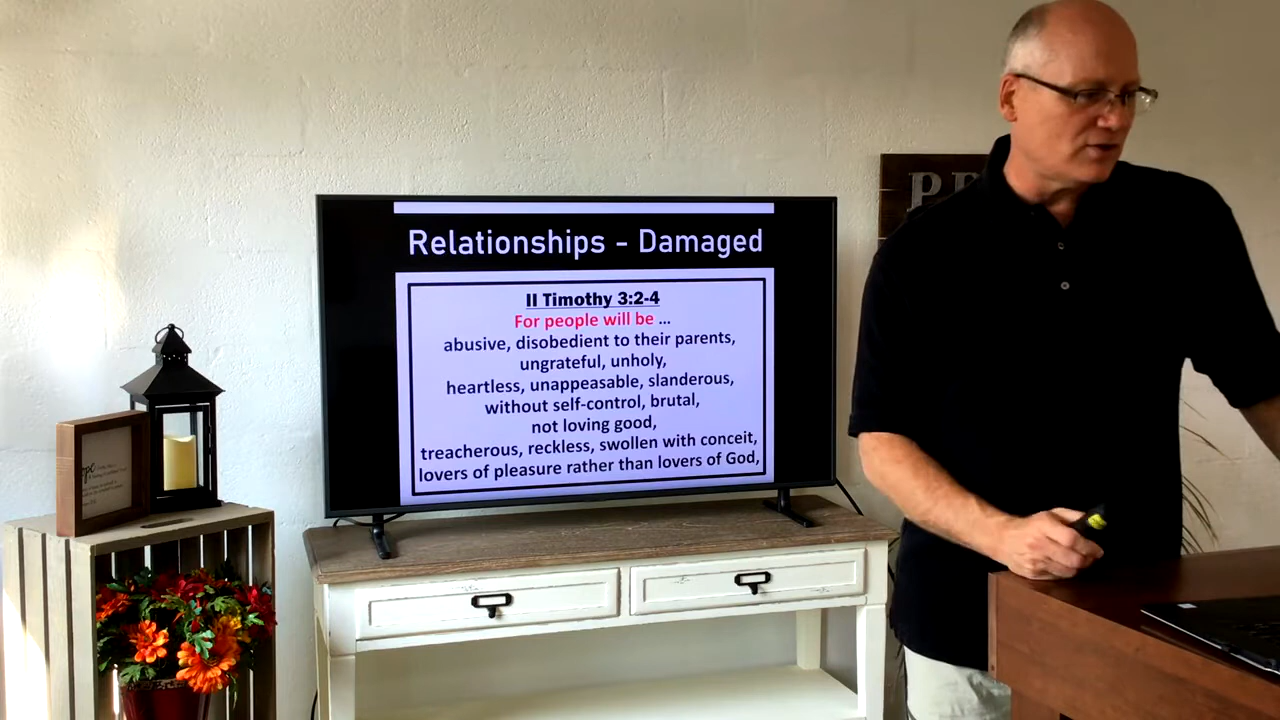 Relationships - Damaged
II Timothy 3:2-4
For people will be ...
abusive, disobedient to their parents,
ungrateful, unholy,
heartless, unappeasable, slanderous,
without self-control, brutal,
not loving good,
treacherous, reckless, swollen with conceit,
lovers of pleasure rather than lovers of God,